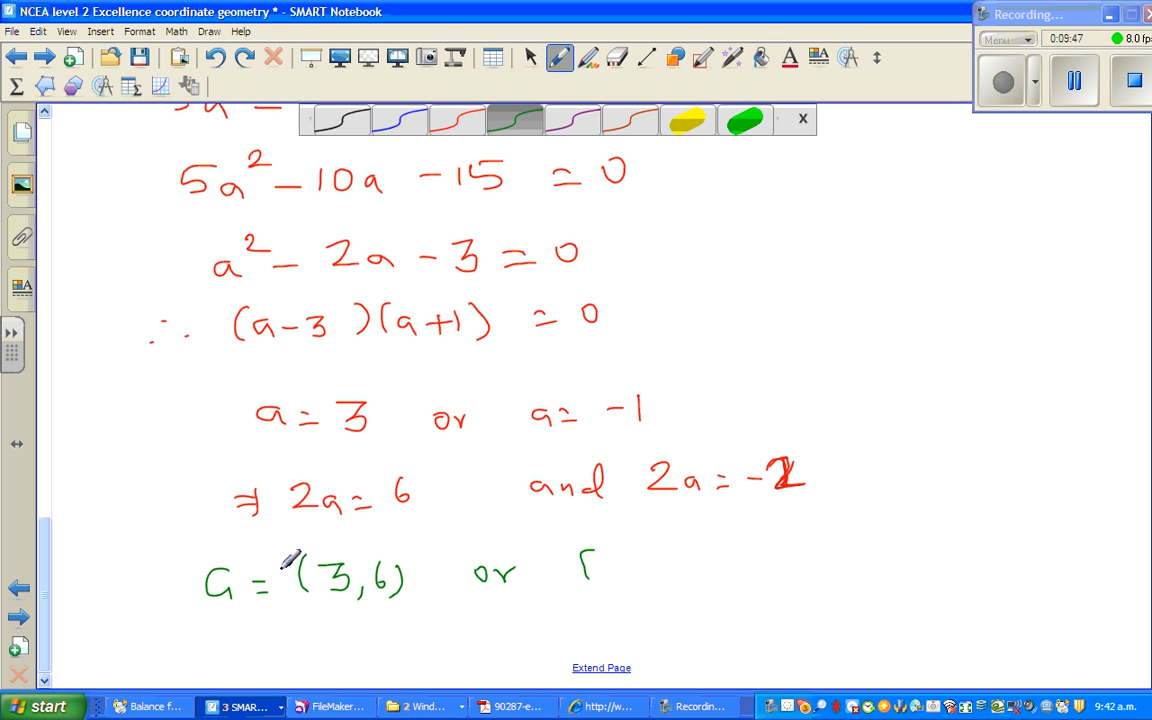 NCEA level 2 Excellence coordinate geometry * - SMART Notebook
Recording...
File Edit View Insert Format Math Draw Help
Menu
0:09:47
8.0 fp
5a² - 10a - 15 = 0
a² - 2a - 3 = 0
∴ (a-3)(a+1) = 0
a = 3 or a = -1
⇒ 2a = 6 and 2a = -2
G = (3,6) or (
Extend Page
start
Balance f...
3 SMAR...
FileMaker...
2 Wind...
90287-e...
http://w...
Recordin...
9:42 a.m.